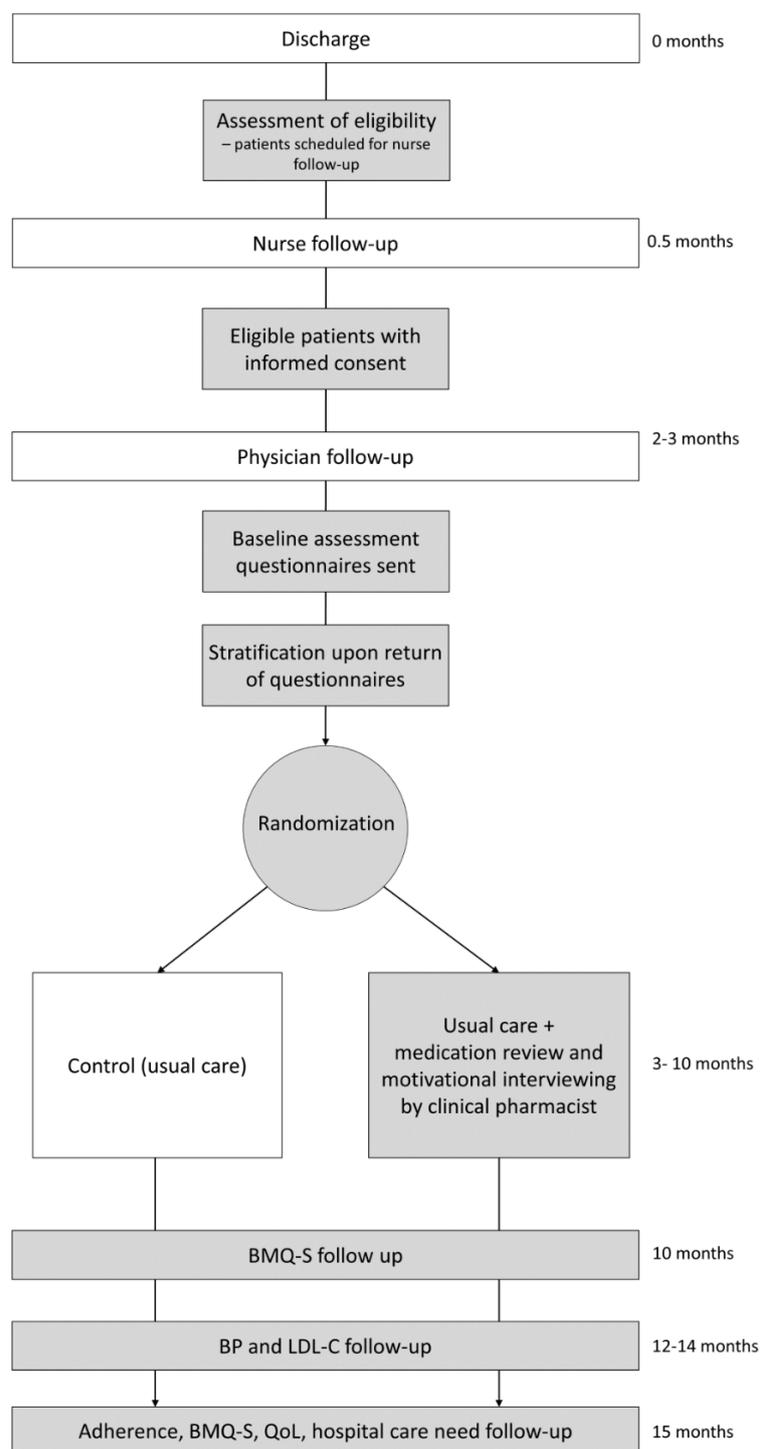 Discharge
0 months
Assessment of eligibility
– patients scheduled for nurse
follow-up
Nurse follow-up
0.5 months
Eligible patients with
informed consent
2-3 months
Physician follow-up
Baseline assessment
questionnaires sent
Stratification upon return
of questionnaires
Randomization
Control (usual care)
Usual care +
medication review and
motivational interviewing
by clinical pharmacist
3- 10 months
BMQ-S follow up
10 months
BP and LDL-C follow-up
12-14 months
Adherence, BMQ-S, QoL, hospital care need follow-up
15 months